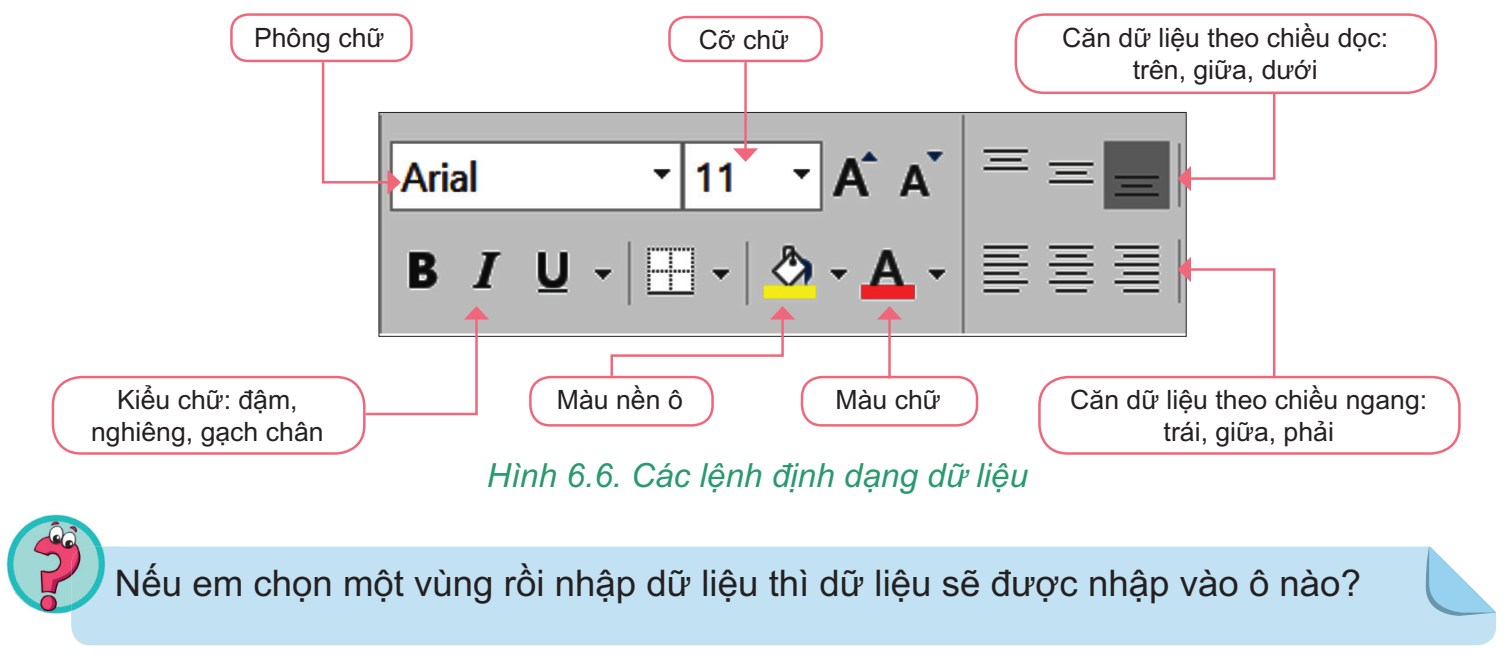 Phông chữ
Cỡ chữ
Căn dữ liệu theo chiều dọc:
trên, giữa, dưới
Arial
11
A A
B I U
A
Kiểu chữ: đậm,
nghiêng, gạch chân
Màu nền ô
Màu chữ
Căn dữ liệu theo chiều ngang:
trái, giữa, phải
Hình 6.6. Các lệnh định dạng dữ liệu
?
Nếu em chọn một vùng rồi nhập dữ liệu thì dữ liệu sẽ được nhập vào ô nào?